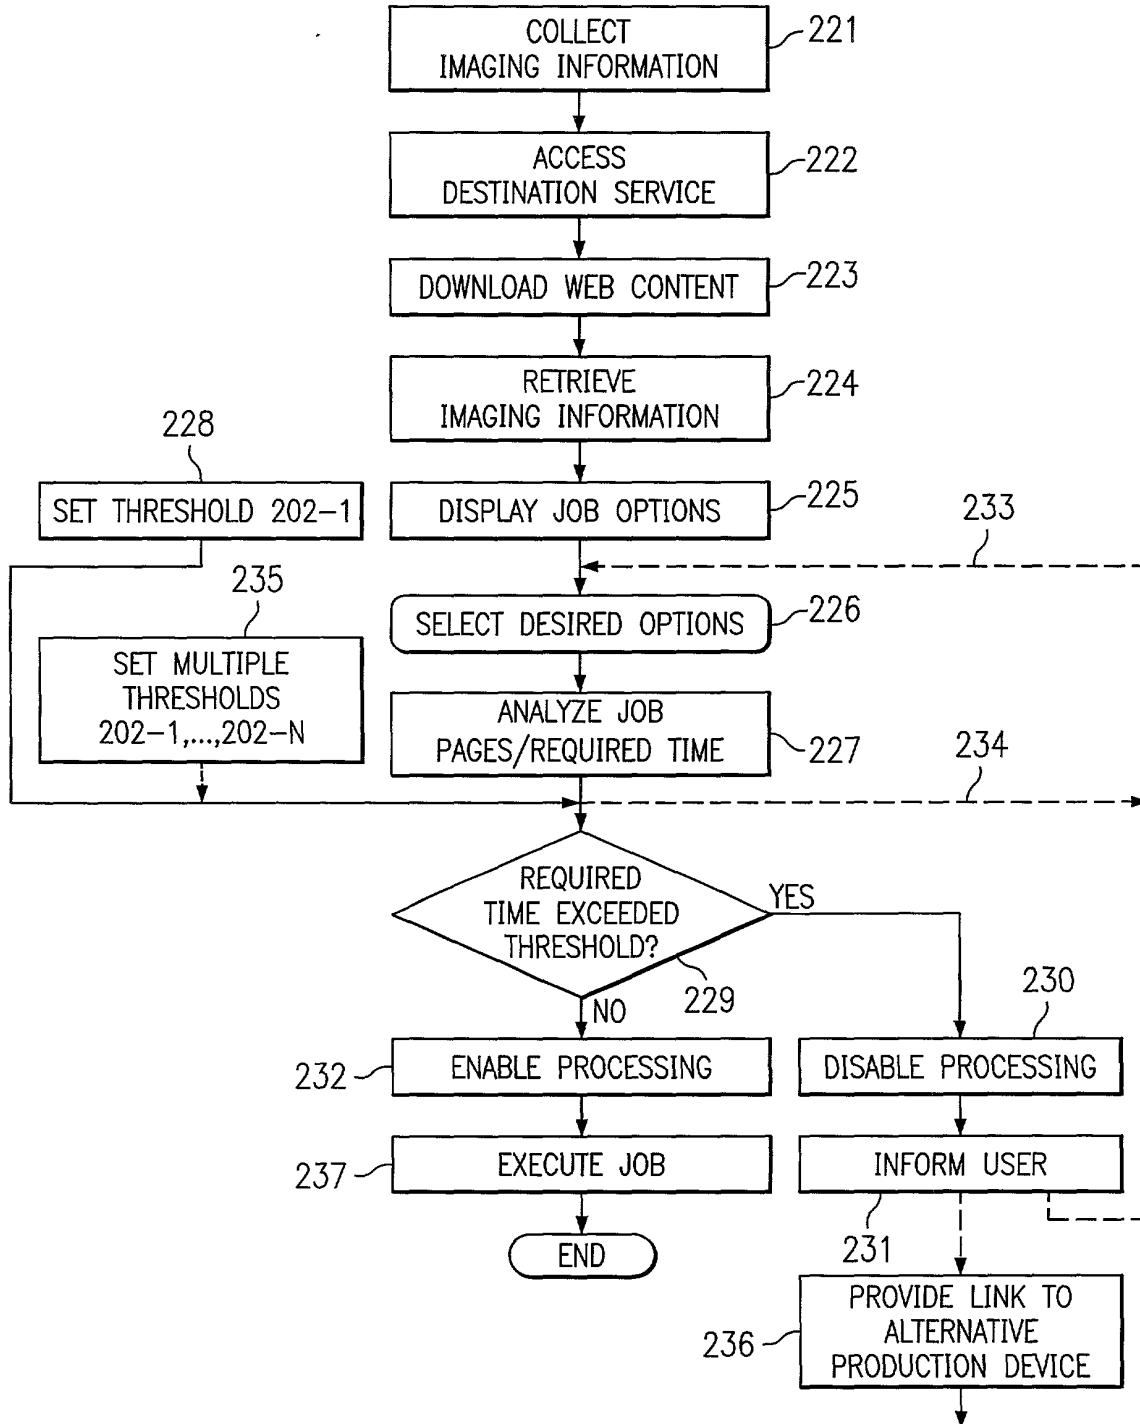 COLLECT
IMAGING INFORMATION
221
ACCESS
DESTINATION SERVICE
222
DOWNLOAD WEB CONTENT
223
RETRIEVE
IMAGING INFORMATION
224
228
SET THRESHOLD 202-1
DISPLAY JOB OPTIONS
225
233
235
SELECT DESIRED OPTIONS
226
SET MULTIPLE
THRESHOLDS
202-1,...,202-N
ANALYZE JOB
PAGES/REQUIRED TIME
227
234
REQUIRED
TIME EXCEEDED
THRESHOLD?
YES
229
NO
230
232
ENABLE PROCESSING
DISABLE PROCESSING
237
EXECUTE JOB
INFORM USER
231
END
236
PROVIDE LINK TO
ALTERNATIVE
PRODUCTION DEVICE